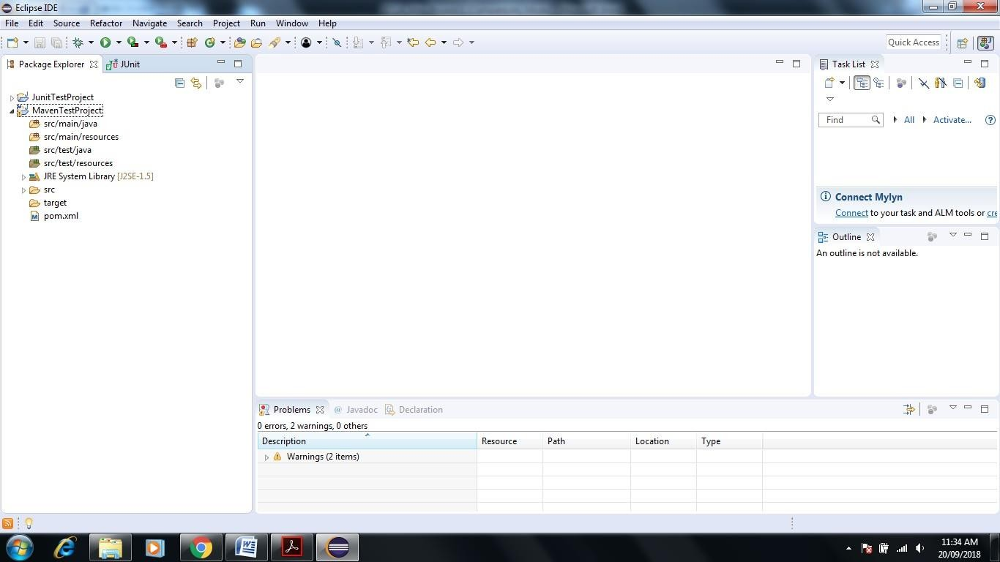 Eclipse IDE
File Edit Source Refactor Navigate Search Project Run Window Help
Quick Access
Package Explorer
JUnit
JunitTestProject
MavenTestProject
src/main/java
src/main/resources
src/test/java
src/test/resources
JRE System Library [J2SE-1.5]
src
target
pom.xml
Task List
Find
All
Activate...
Connect Mylyn
Connect to your task and ALM tools or cre
Outline
An outline is not available.
Problems
@ Javadoc
Declaration
0 errors, 2 warnings, 0 others
Description Resource Path Location Type
Warnings (2 items)
11:34 AM
20/09/2018